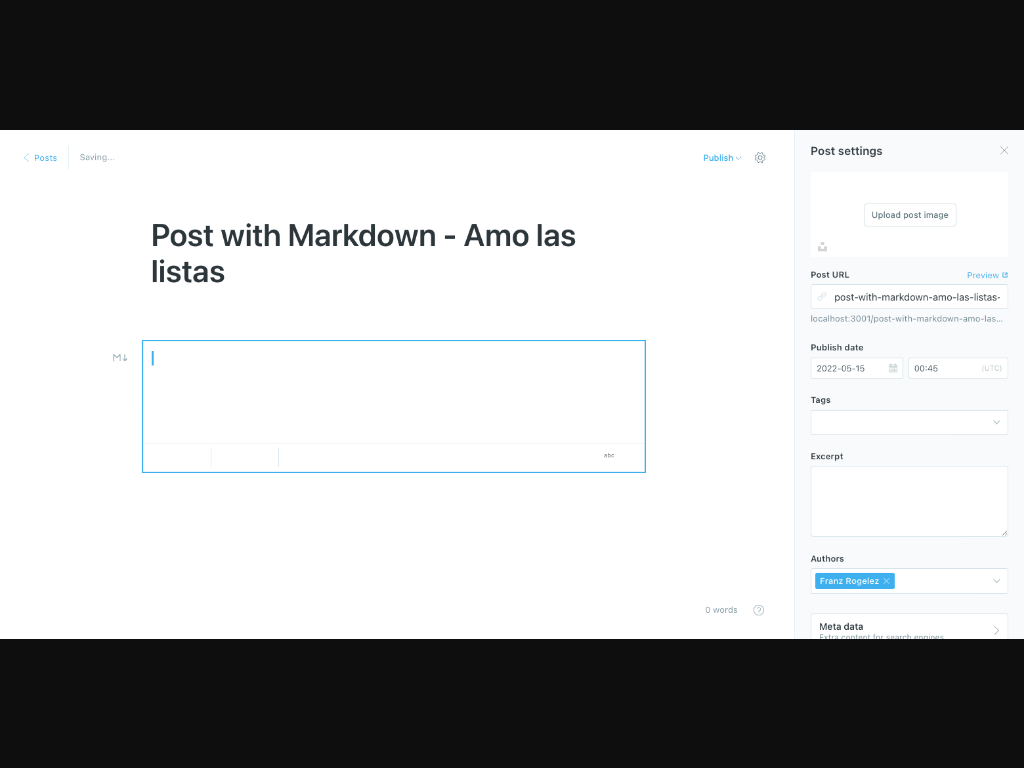 Posts
Saving...
Publish
Post settings
Upload post image
Post with Markdown - Amo las
listas
Post URL
Preview
post-with-markdown-amo-las-listas-
localhost:3001/post-with-markdown-amo-las...
Publish date
2022-05-15
00:45
(UTC)
Tags
M↓
abc
Excerpt
Authors
Franz Rogelez
0 words
?
Meta data
Extra content for search engines